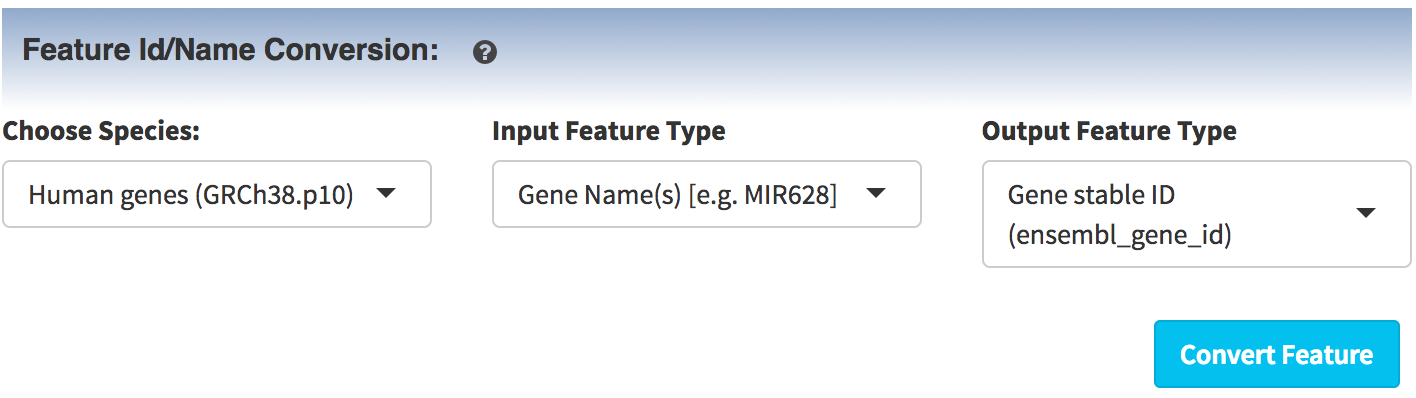 Feature Id/Name Conversion: ?
Choose Species:
Input Feature Type
Output Feature Type
Human genes (GRCh38.p10)
Gene Name(s) [e.g. MIR628]
Gene stable ID
(ensembl_gene_id)
Convert Feature